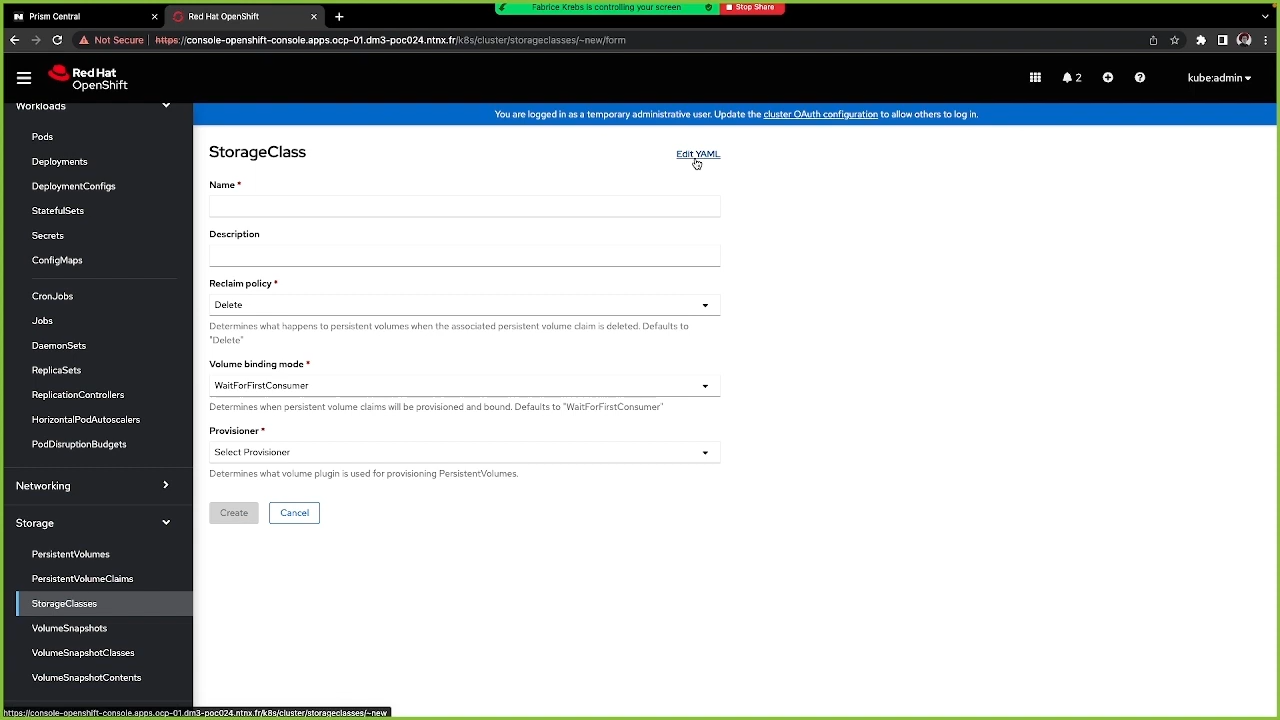 Prism Central
Red Hat OpenShift
Fabrice Krebs is controlling your screen
Stop Share
Not Secure
https://console-openshift-console.apps.ocp-01.dm3-poc024.ntnx.fr/k8s/cluster/storageclasses/~new/form
Red Hat
OpenShift
2
kube:admin
You are logged in as a temporary administrative user. Update the cluster OAuth configuration to allow others to log in.
Workloads
Pods
Deployments
DeploymentConfigs
StatefulSets
Secrets
ConfigMaps
CronJobs
Jobs
DaemonSets
ReplicaSets
ReplicationControllers
HorizontalPodAutoscalers
PodDisruptionBudgets
Networking
Storage
PersistentVolumes
PersistentVolumeClaims
StorageClasses
VolumeSnapshots
VolumeSnapshotClasses
VolumeSnapshotContents
StorageClass
Edit YAML
Name *
Description
Reclaim policy *
Delete
Determines what happens to persistent volumes when the associated persistent volume claim is deleted. Defaults to
"Delete"
Volume binding mode *
WaitForFirstConsumer
Determines when persistent volume claims will be provisioned and bound. Defaults to "WaitForFirstConsumer"
Provisioner *
Select Provisioner
Determines what volume plugin is used for provisioning PersistentVolumes.
Create
Cancel
https://console-openshift-console.apps.ocp-01.dm3-poc024.ntnx.fr/k8s/cluster/storageclasses/~new